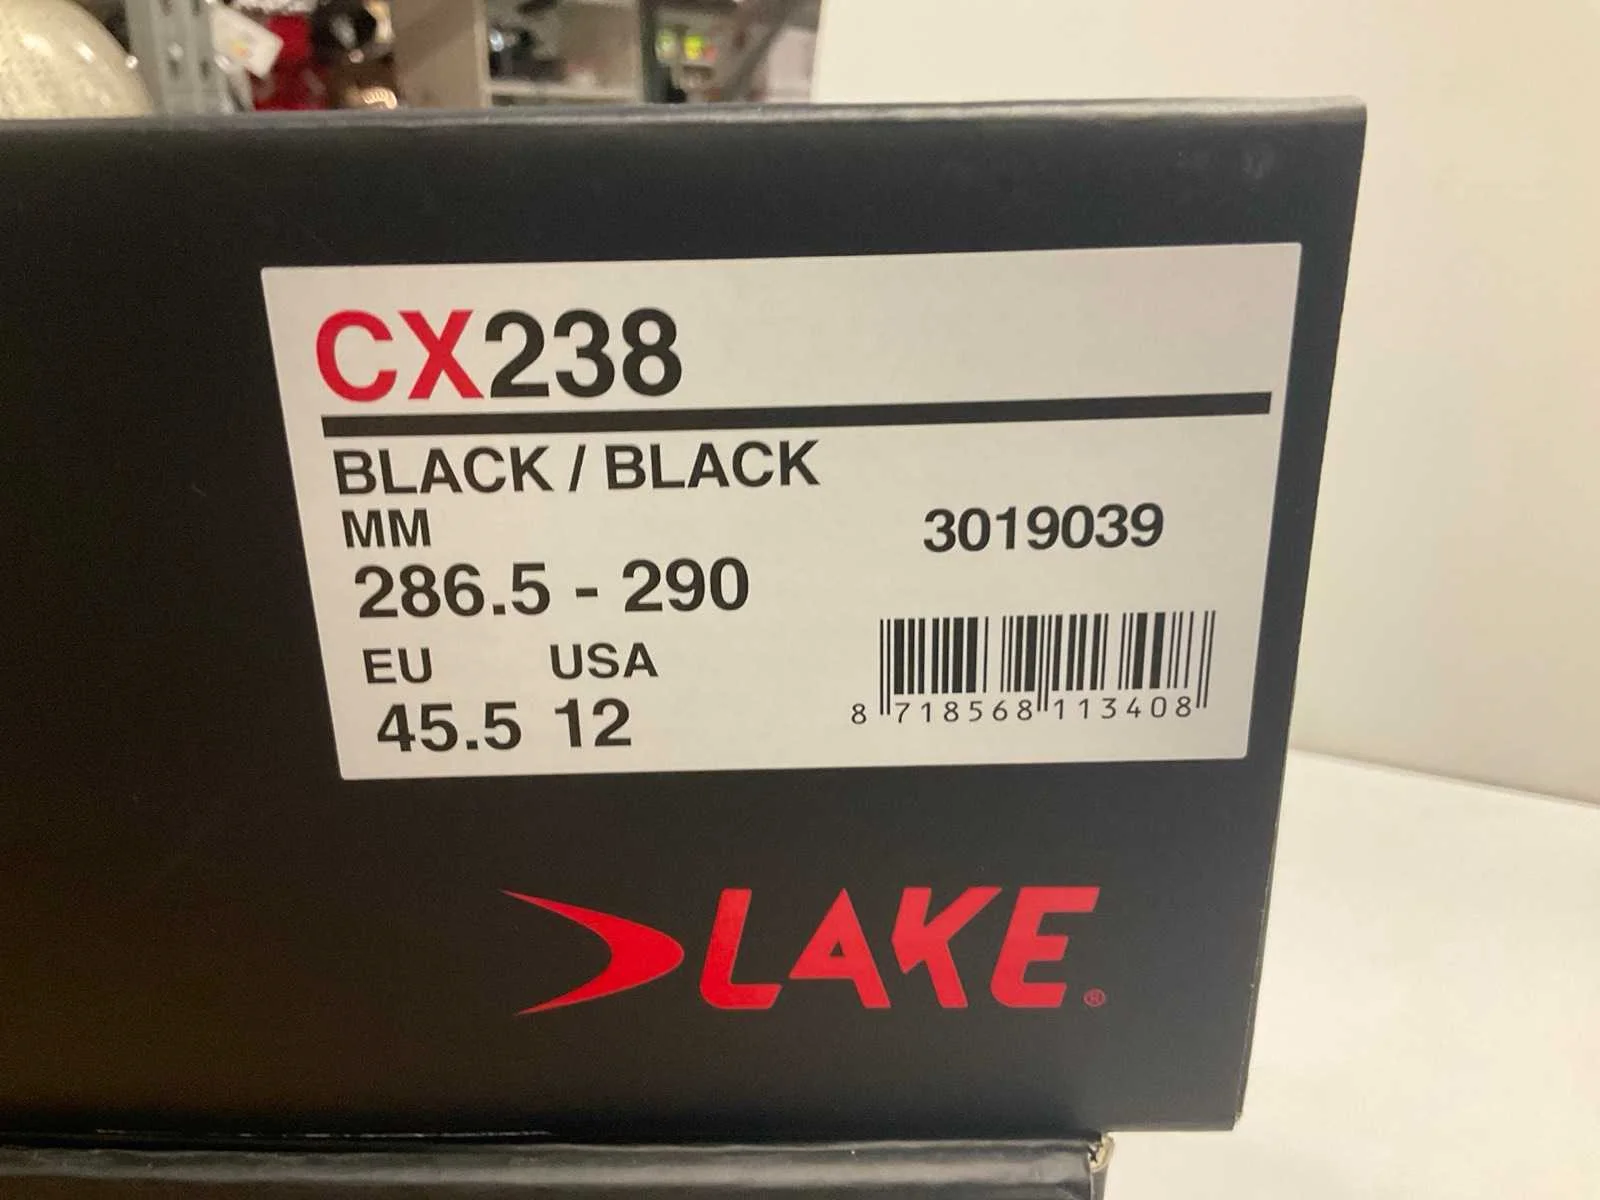 CX238
BLACK / BLACK
MM
3019039
286.5 - 290
EU USA
45.5 12
8 718568 113408
LAKE®